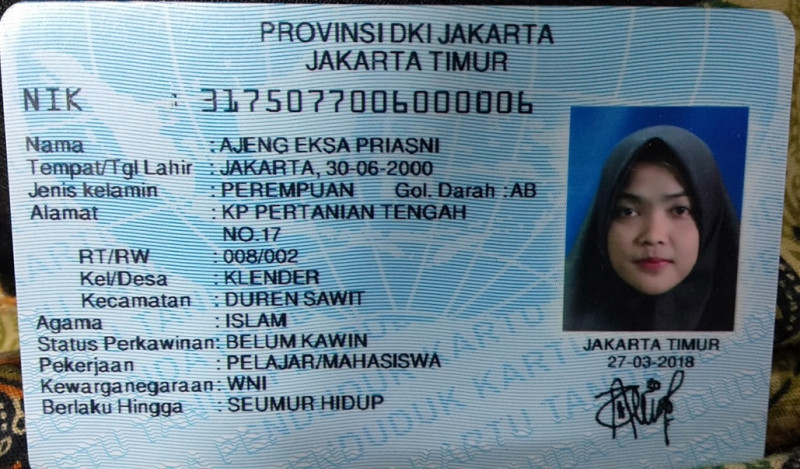 PROVINSI DKI JAKARTA
JAKARTA TIMUR
NIK : 3175077006000006
Nama : AJENG EKSA PRIASNI
Tempat/Tgl Lahir : JAKARTA, 30-06-2000
Jenis kelamin : PEREMPUAN Gol. Darah : AB
Alamat : KP PERTANIAN TENGAH
NO.17
RT/RW : 008/002
Kel/Desa : KLENDER
Kecamatan : DUREN SAWIT
Agama : ISLAM
Status Perkawinan: BELUM KAWIN
Pekerjaan : PELAJAR/MAHASISWA
Kewarganegaraan: WNI
Berlaku Hingga : SEUMUR HIDUP
JAKARTA TIMUR
27-03-2018